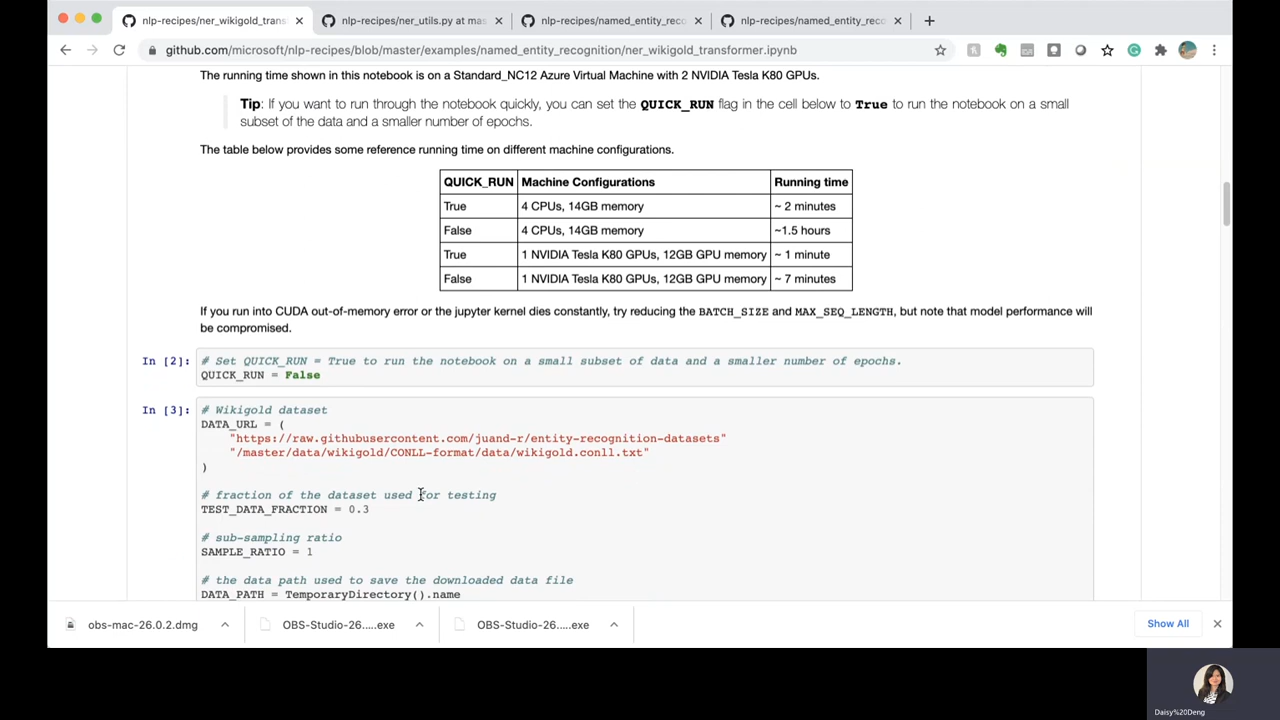 nlp-recipes/ner_wikigold_trans
nlp-recipes/ner_utils.py at mas
nlp-recipes/named_entity_reco
nlp-recipes/named_entity_reco
github.com/microsoft/nlp-recipes/blob/master/examples/named_entity_recognition/ner_wikigold_transformer.ipynb
The running time shown in this notebook is on a Standard_NC12 Azure Virtual Machine with 2 NVIDIA Tesla K80 GPUs.
Tip: If you want to run through the notebook quickly, you can set the QUICK_RUN flag in the cell below to True to run the notebook on a small
subset of the data and a smaller number of epochs.
The table below provides some reference running time on different machine configurations.
QUICK_RUN Machine Configurations Running time
True 4 CPUs, 14GB memory ~ 2 minutes
False 4 CPUs, 14GB memory ~1.5 hours
True 1 NVIDIA Tesla K80 GPUs, 12GB GPU memory ~ 1 minute
False 1 NVIDIA Tesla K80 GPUs, 12GB GPU memory ~ 7 minutes
If you run into CUDA out-of-memory error or the jupyter kernel dies constantly, try reducing the BATCH_SIZE and MAX_SEQ_LENGTH, but note that model performance will
be compromised.
In [2]: # Set QUICK_RUN = True to run the notebook on a small subset of data and a smaller number of epochs.
QUICK_RUN = False
In [3]: # Wikigold dataset
DATA_URL = (
"https://raw.githubusercontent.com/juand-r/entity-recognition-datasets"
"/master/data/wikigold/CONLL-format/data/wikigold.conll.txt"
)
# fraction of the dataset used for testing
TEST_DATA_FRACTION = 0.3
# sub-sampling ratio
SAMPLE_RATIO = 1
# the data path used to save the downloaded data file
DATA_PATH = TemporaryDirectory().name
obs-mac-26.0.2.dmg
OBS-Studio-26.....exe
OBS-Studio-26.....exe
Show All
Daisy%20Deng